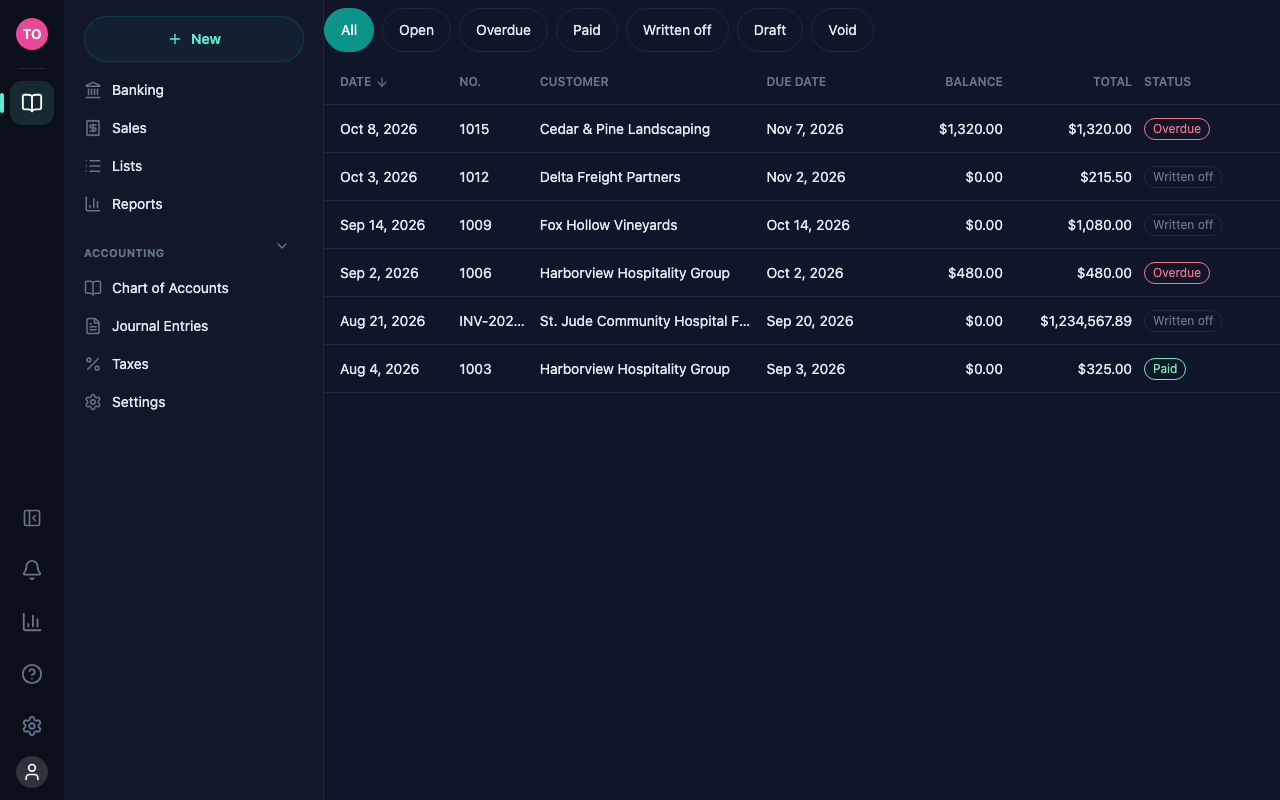 TO
New
Banking
Sales
Lists
Reports
ACCOUNTING
Chart of Accounts
Journal Entries
Taxes
Settings
All Open Overdue Paid Written off Draft Void
DATE NO. CUSTOMER DUE DATE BALANCE TOTAL STATUS
Oct 8, 2026 1015 Cedar & Pine Landscaping Nov 7, 2026 $1,320.00 $1,320.00 Overdue
Oct 3, 2026 1012 Delta Freight Partners Nov 2, 2026 $0.00 $215.50 Written off
Sep 14, 2026 1009 Fox Hollow Vineyards Oct 14, 2026 $0.00 $1,080.00 Written off
Sep 2, 2026 1006 Harborview Hospitality Group Oct 2, 2026 $480.00 $480.00 Overdue
Aug 21, 2026 INV-202... St. Jude Community Hospital F... Sep 20, 2026 $0.00 $1,234,567.89 Written off
Aug 4, 2026 1003 Harborview Hospitality Group Sep 3, 2026 $0.00 $325.00 Paid